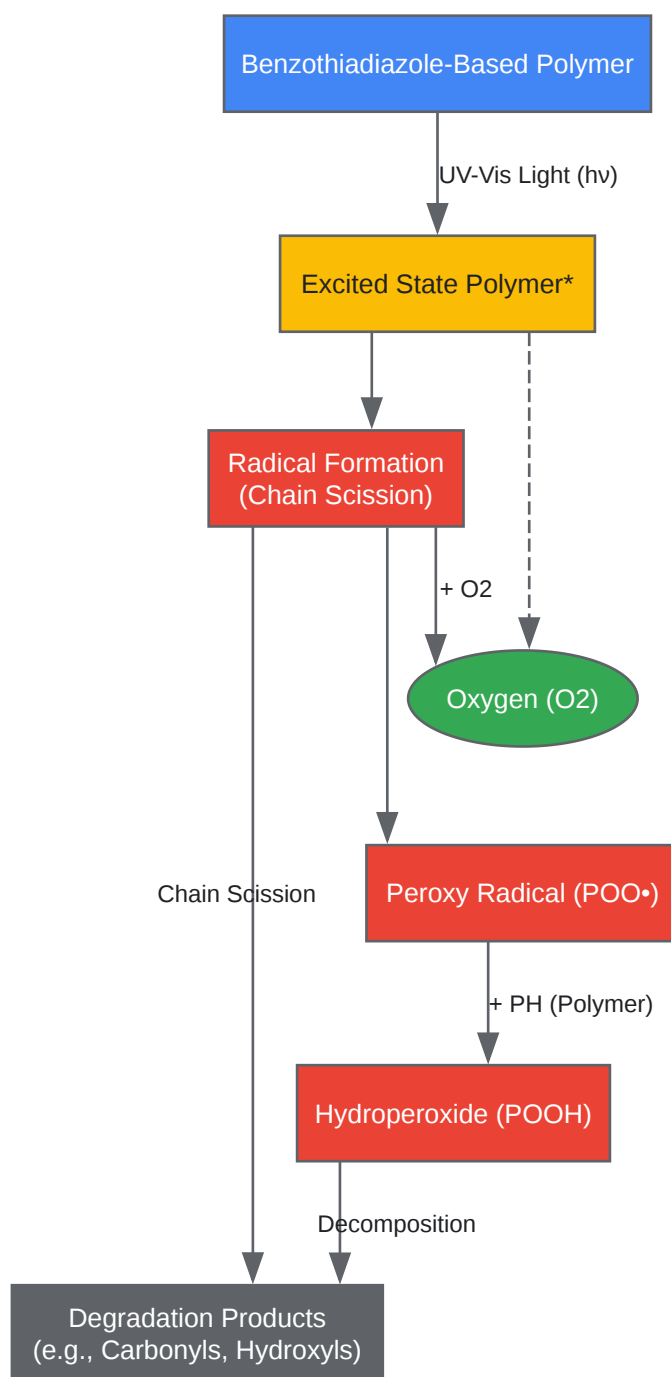 Benzothiadiazole-Based Polymer
UV-Vis Light (hν)
Excited State Polymer*
Radical Formation
(Chain Scission)
+ O2
Oxygen (O2)
Peroxy Radical (POO•)
Chain Scission
+ PH (Polymer)
Hydroperoxide (POOH)
Decomposition
Degradation Products
(e.g., Carbonyls, Hydroxyls)